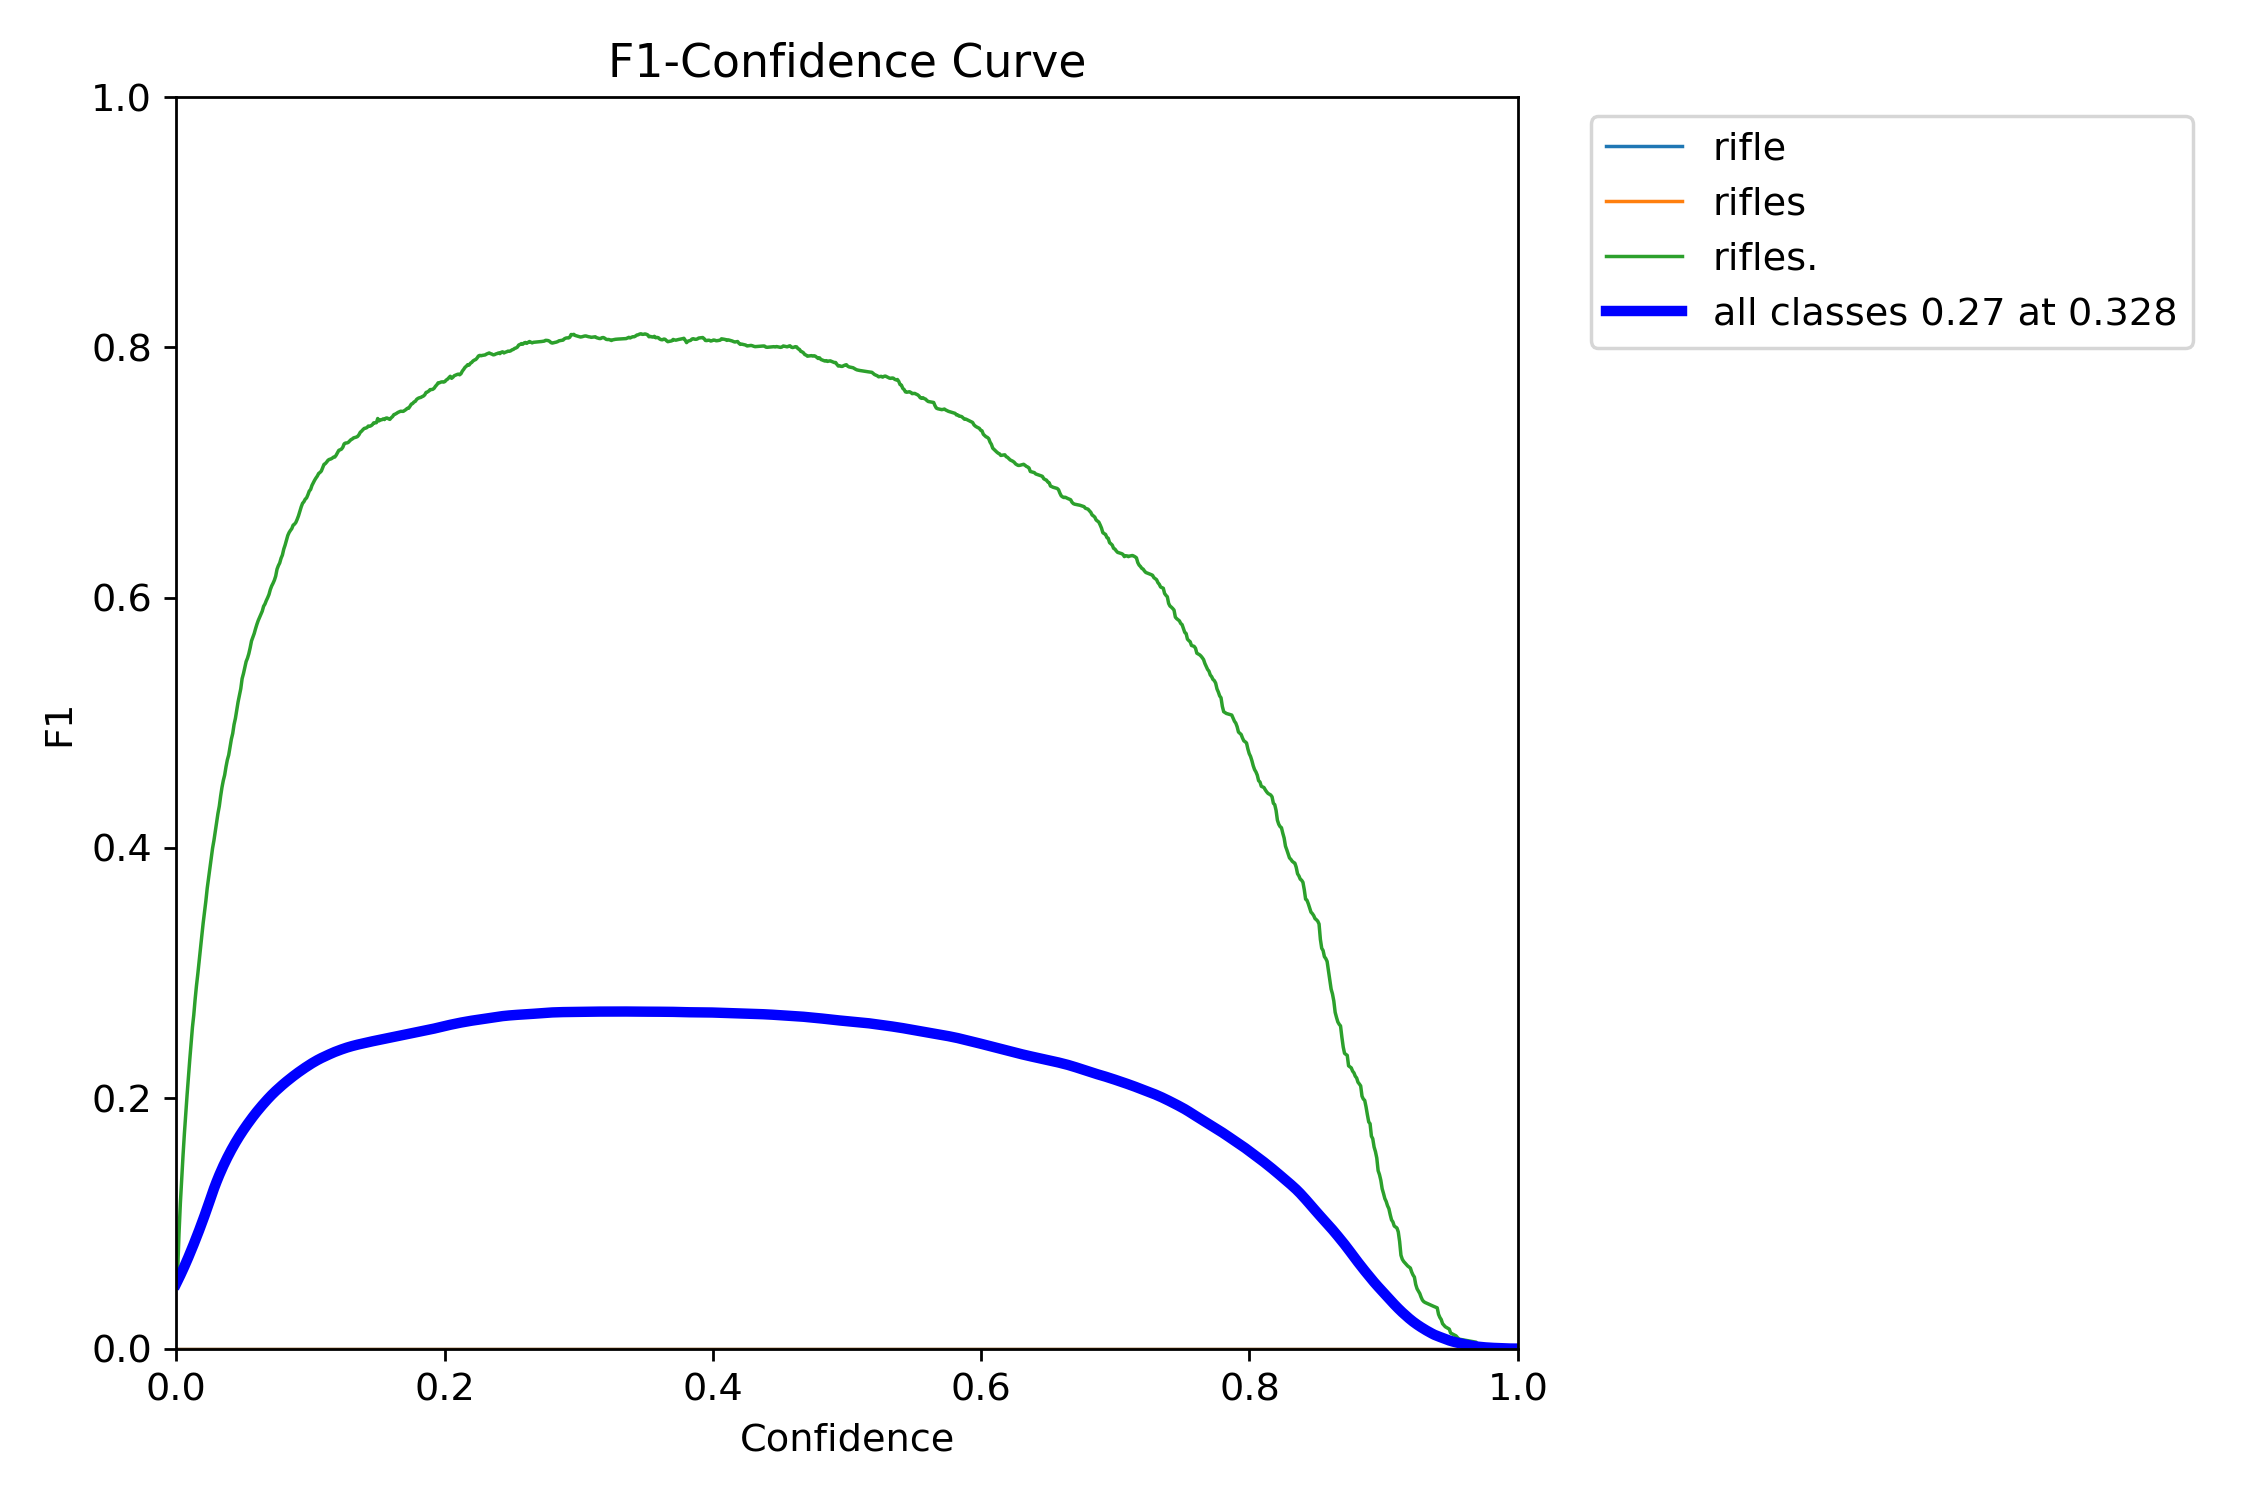 F1-Confidence Curve
1.0
0.8
0.6
0.4
0.2
0.0
F1
0.0 0.2 0.4 0.6 0.8 1.0
Confidence
rifle
rifles
rifles.
all classes 0.27 at 0.328